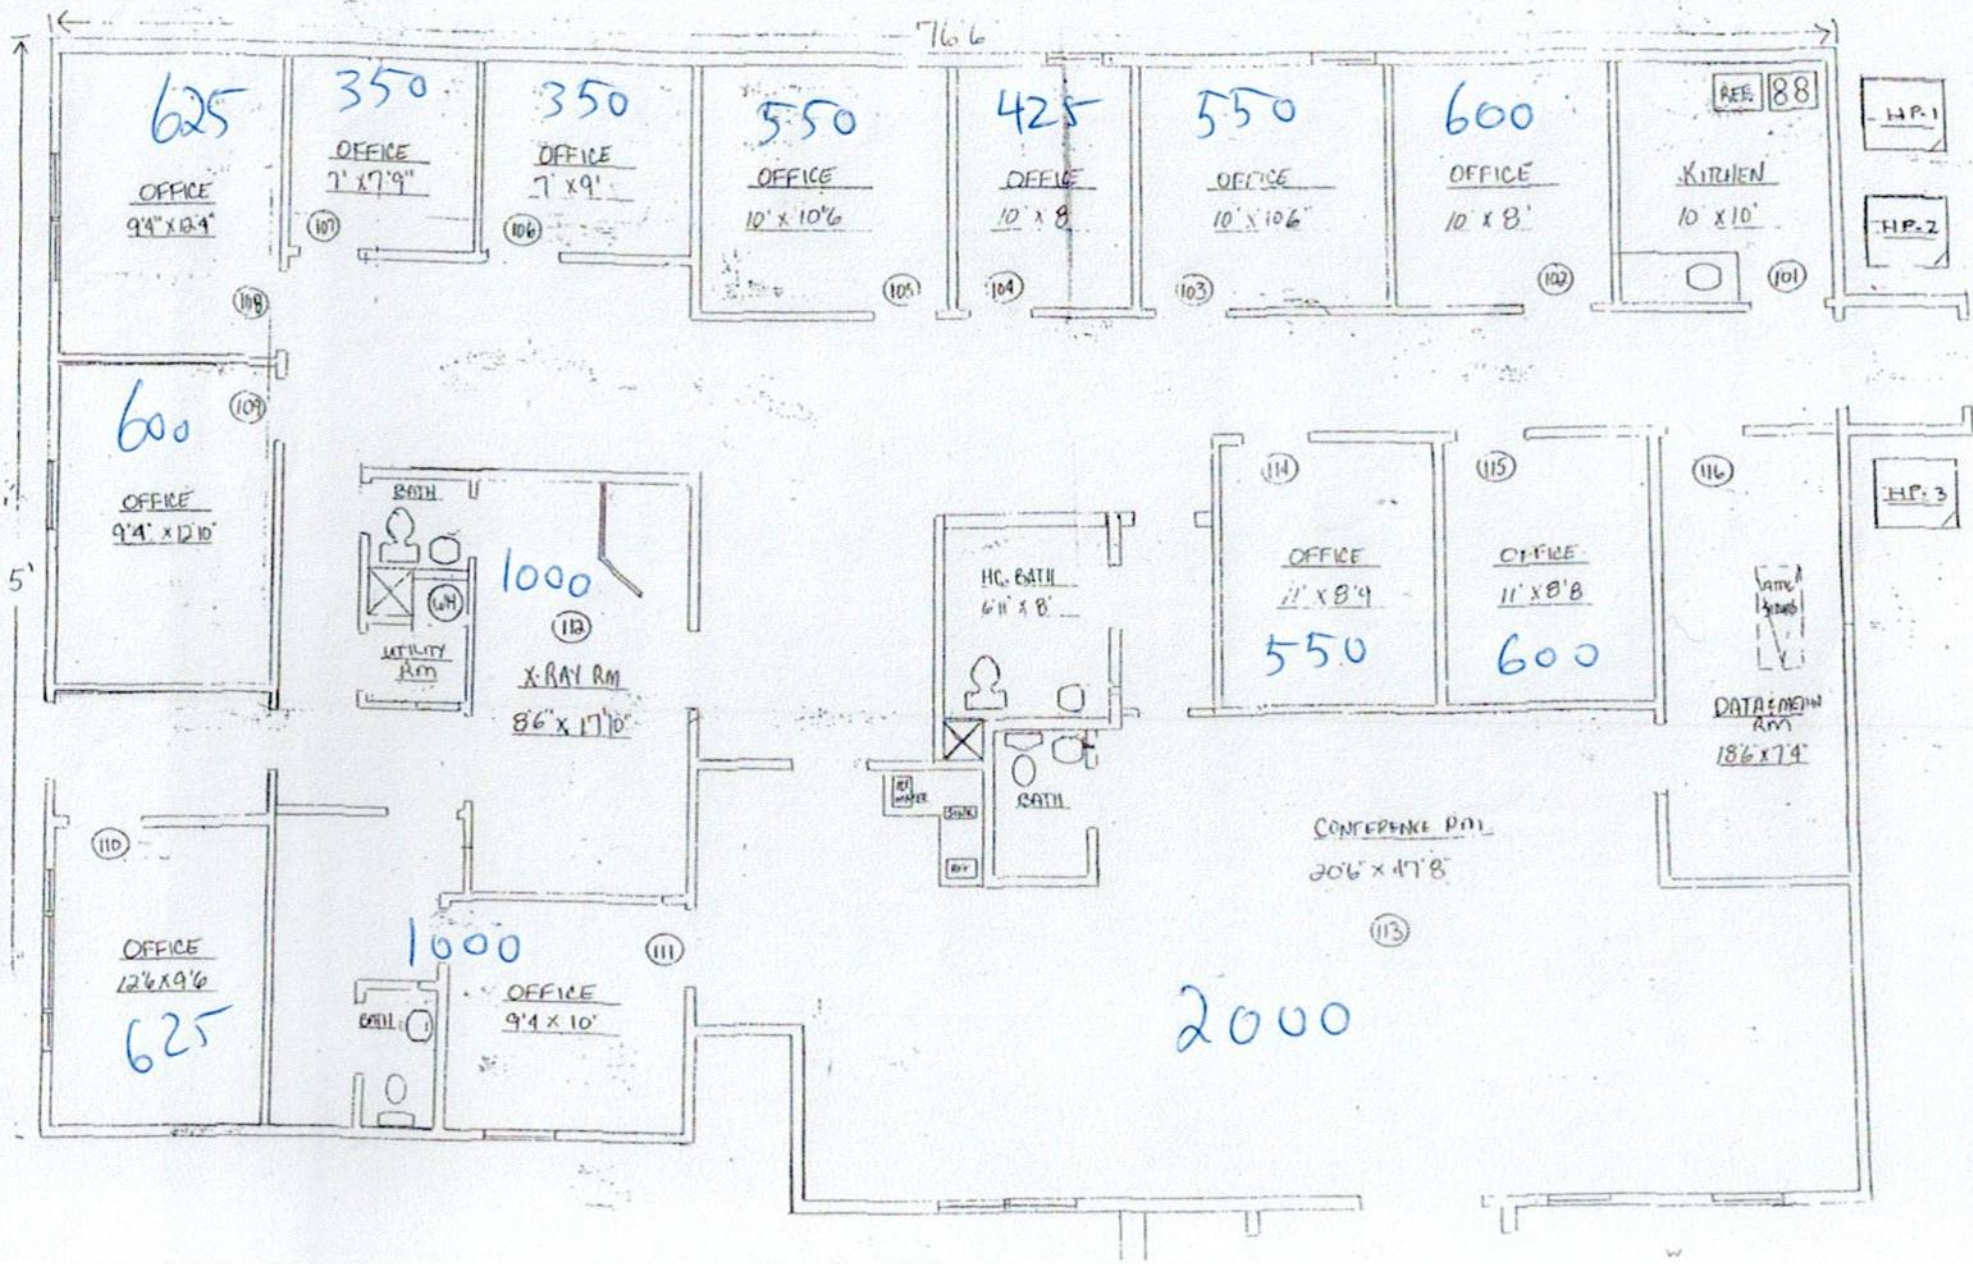 76 6
625
OFFICE
9'4" X 12'4"
108
350
OFFICE
7' X 7'9"
107
350
OFFICE
7' X 9'
106
550
OFFICE
10' X 10'6
105
425
OFFICE
10' X 8
104
550
OFFICE
10' X 10'6"
103
600
OFFICE
10' X 8'
102
REF.
KITCHEN
10' X 10'
101
HP-1
HP-2
5'
600
109
OFFICE
9'4" X 12'10"
BATH
WH
UTILITY
RM
1000
112
X-RAY RM
8'6" X 17'10"
HC. BATH
6'11" X 8'
114
OFFICE
11' X 8'9
550
115
OFFICE
11' X 8'8
600
116
ATTIC
DATA & MECH
RM
18'6 X 7'4"
HP-3
ICE
MAKER
SINK
REF
BATH
CONFERENCE RM
113
2000
110
OFFICE
12'6 X 9'6
625
1000
BATH
111
OFFICE
9'4 X 10'